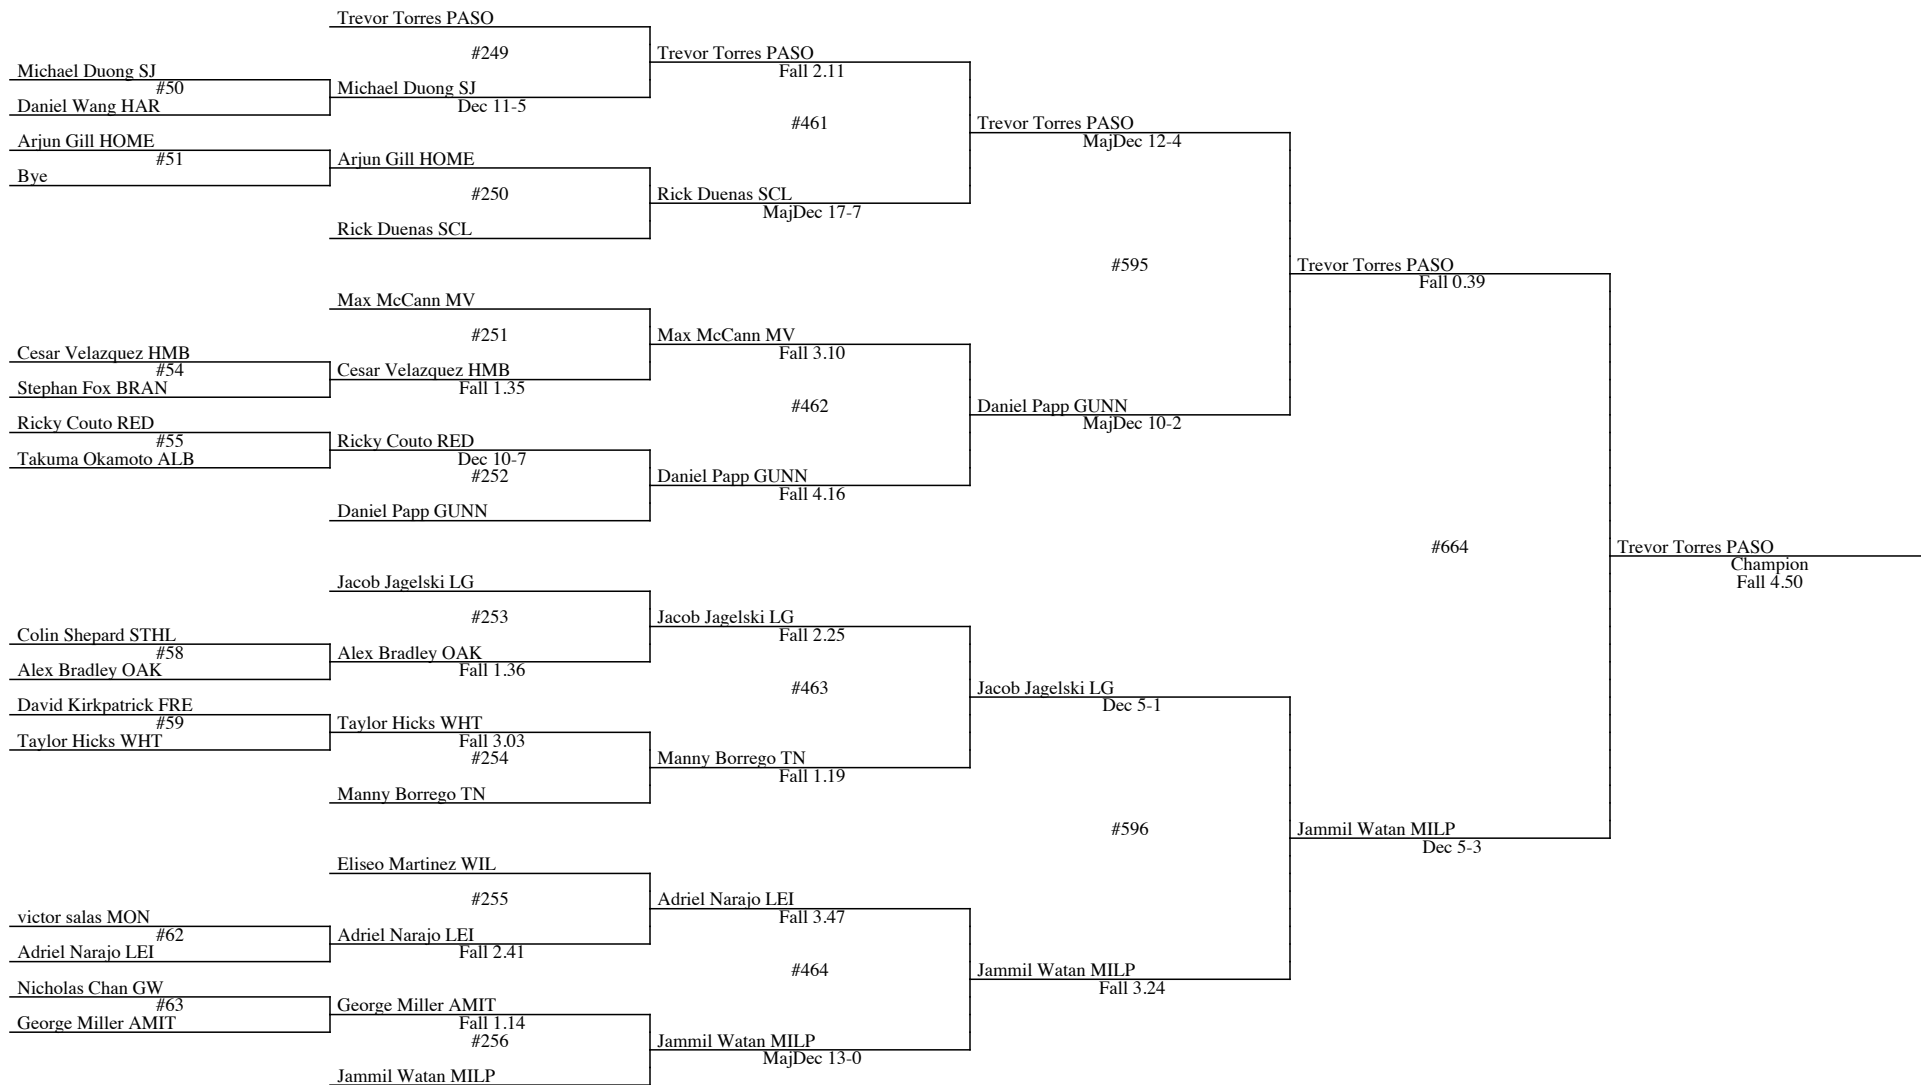 Trevor Torres PASO
#249
Trevor Torres PASO
Fall 2.11
Michael Duong SJ
#50
Michael Duong SJ
Dec 11-5
Daniel Wang HAR
#461
Trevor Torres PASO
MajDec 12-4
Arjun Gill HOME
#51
Arjun Gill HOME
Bye
#250
Rick Duenas SCL
MajDec 17-7
Rick Duenas SCL
#595
Trevor Torres PASO
Fall 0.39
Max McCann MV
#251
Max McCann MV
Fall 3.10
Cesar Velazquez HMB
#54
Cesar Velazquez HMB
Fall 1.35
Stephan Fox BRAN
#462
Daniel Papp GUNN
MajDec 10-2
Ricky Couto RED
#55
Ricky Couto RED
Dec 10-7
Takuma Okamoto ALB
#252
Daniel Papp GUNN
Fall 4.16
Daniel Papp GUNN
#664
Trevor Torres PASO
Champion
Fall 4.50
Jacob Jagelski LG
#253
Jacob Jagelski LG
Fall 2.25
Colin Shepard STHL
#58
Alex Bradley OAK
Fall 1.36
Alex Bradley OAK
#463
Jacob Jagelski LG
Dec 5-1
David Kirkpatrick FRE
#59
Taylor Hicks WHT
Fall 3.03
Taylor Hicks WHT
#254
Manny Borrego TN
Fall 1.19
Manny Borrego TN
#596
Jammil Watan MILP
Dec 5-3
Eliseo Martinez WIL
#255
Adriel Narajo LEI
Fall 3.47
victor salas MON
#62
Adriel Narajo LEI
Fall 2.41
Adriel Narajo LEI
#464
Jammil Watan MILP
Fall 3.24
Nicholas Chan GW
#63
George Miller AMIT
Fall 1.14
George Miller AMIT
#256
Jammil Watan MILP
MajDec 13-0
Jammil Watan MILP